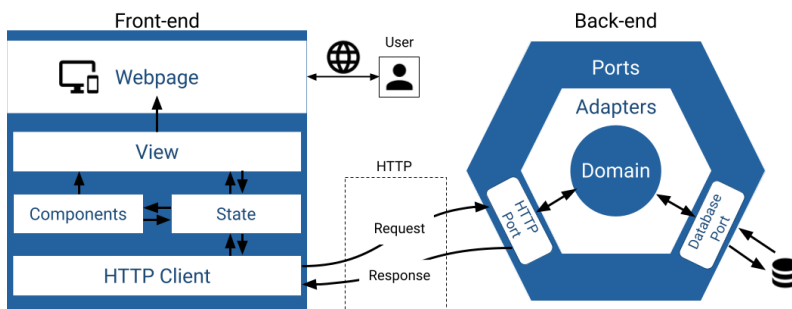 Front-end
Webpage
View
Components
State
HTTP Client
User
HTTP
Request
Response
Back-end
Ports
Adapters
Domain
HTTP
Port
Database
Port